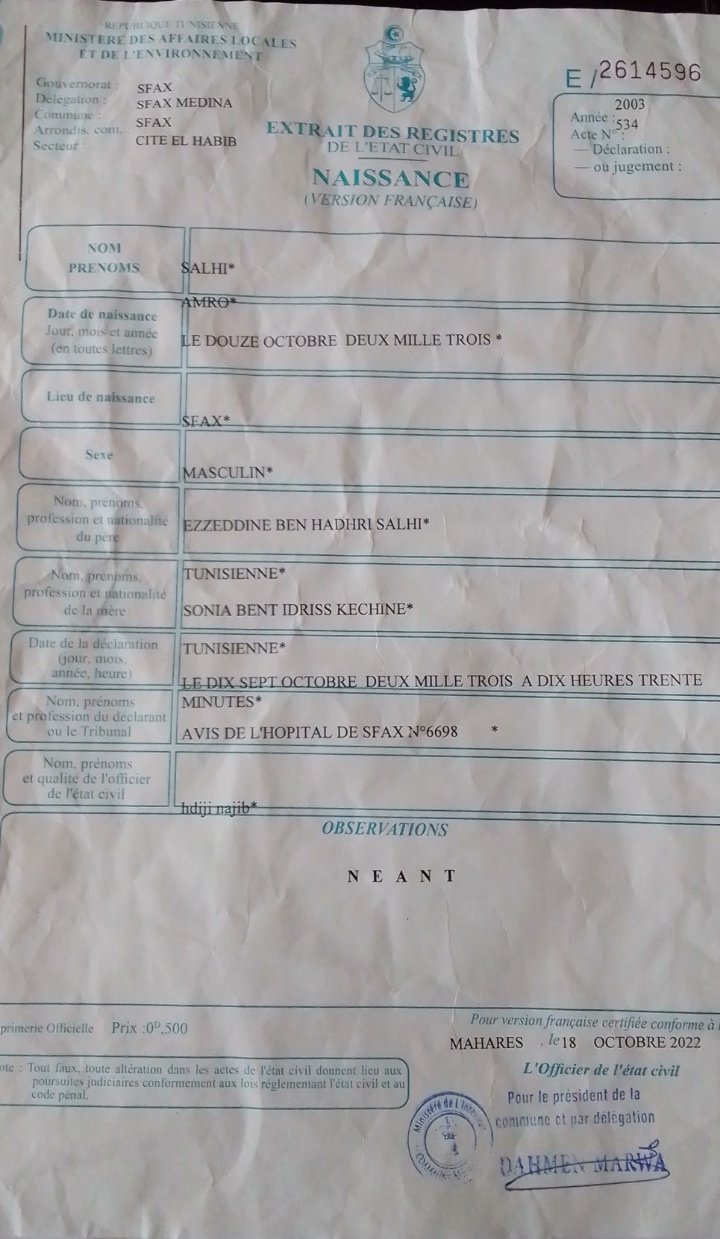 REPUBLIQUE TUNISIENNE
MINISTERE DES AFFAIRES LOCALES
ET DE L'ENVIRONNEMENT
Gouvernorat : SFAX
Délégation : SFAX MEDINA
Commune : SFAX
Arrondis. com. :
Secteur : CITE EL HABIB
EXTRAIT DES REGISTRES
DE L'ETAT CIVIL
NAISSANCE
(VERSION FRANÇAISE)
E / 2614596
2003
Année :
534
Acte N° :
— Déclaration :
— ou jugement :
NOM
PRENOMS
SALHI*
AMRO*
Date de naissance
Jour, mois et année
(en toutes lettres)
LE DOUZE OCTOBRE DEUX MILLE TROIS *
Lieu de naissance
SFAX*
Sexe
MASCULIN*
Nom, prénoms,
profession et nationalité
du père
EZZEDDINE BEN HADHRI SALHI*
TUNISIENNE*
Nom, prénoms,
profession et nationalité
de la mère
SONIA BENT IDRISS KECHINE*
TUNISIENNE*
Date de la déclaration
(jour, mois,
année, heure)
LE DIX SEPT OCTOBRE DEUX MILLE TROIS A DIX HEURES TRENTE
MINUTES*
Nom, prénoms
et profession du déclarant
ou le Tribunal
AVIS DE L'HOPITAL DE SFAX N°6698 *
Nom, prénoms
et qualité de l'officier
de l'état civil
hdiji najib*
OBSERVATIONS
N E A N T
primerie Officielle Prix :0D,500
Pour version française certifiée conforme à
MAHARES , le 18 OCTOBRE 2022
L'Officier de l'état civil
nte : Tout faux, toute altération dans les actes de l'état civil donnent lieu aux
poursuites judiciaires conformement aux lois réglementant l'état civil et au
code pénal.
Pour le président de la
commune et par délégation
DAHMEN MARWA
Ministère de L'Interieur